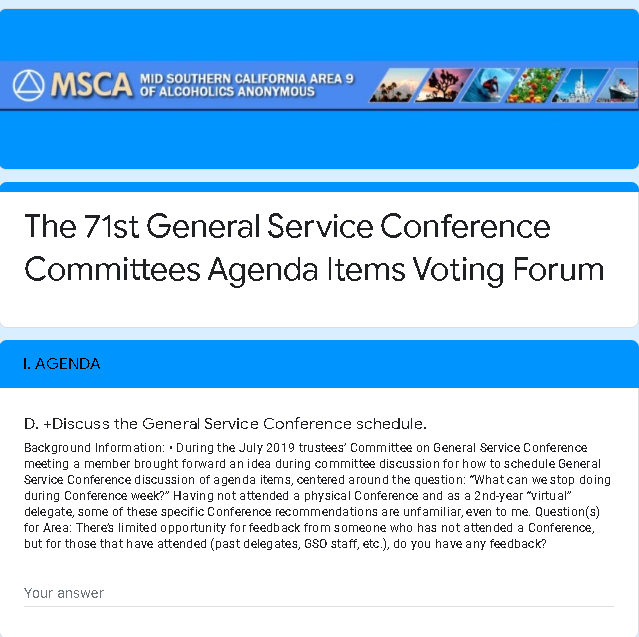 MSCA MID SOUTHERN CALIFORNIA AREA 9
OF ALCOHOLICS ANONYMOUS
The 71st General Service Conference
Committees Agenda Items Voting Forum
I. AGENDA
D. +Discuss the General Service Conference schedule.
Background Information: • During the July 2019 trustees’ Committee on General Service Conference
meeting a member brought forward an idea during committee discussion for how to schedule General
Service Conference discussion of agenda items, centered around the question: “What can we stop doing
during Conference week?” Having not attended a physical Conference and as a 2nd-year “virtual”
delegate, some of these specific Conference recommendations are unfamiliar, even to me. Question(s)
for Area: There’s limited opportunity for feedback from someone who has not attended a Conference,
but for those that have attended (past delegates, GSO staff, etc.), do you have any feedback?
Your answer